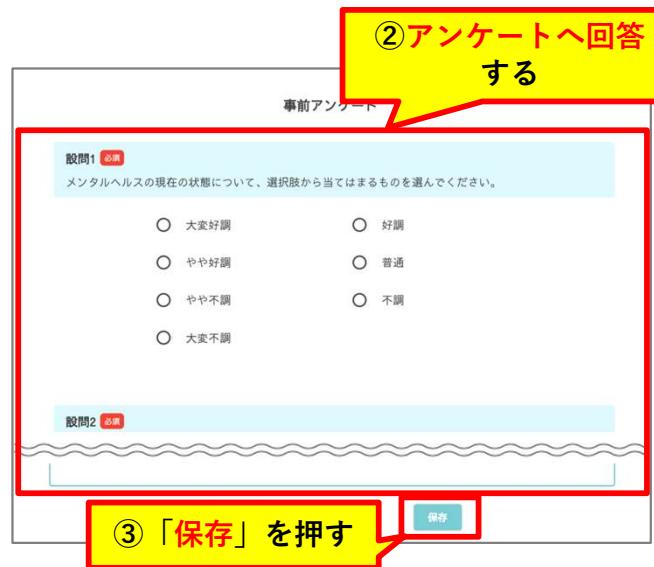 ②アンケートへ回答
する
事前アンケート
設問1 必須
メンタルヘルスの現在の状態について、選択肢から当てはまるものを選んでください。
大変好調 好調
やや好調 普通
やや不調 不調
大変不調
設問2 必須
③「保存」を押す
保存